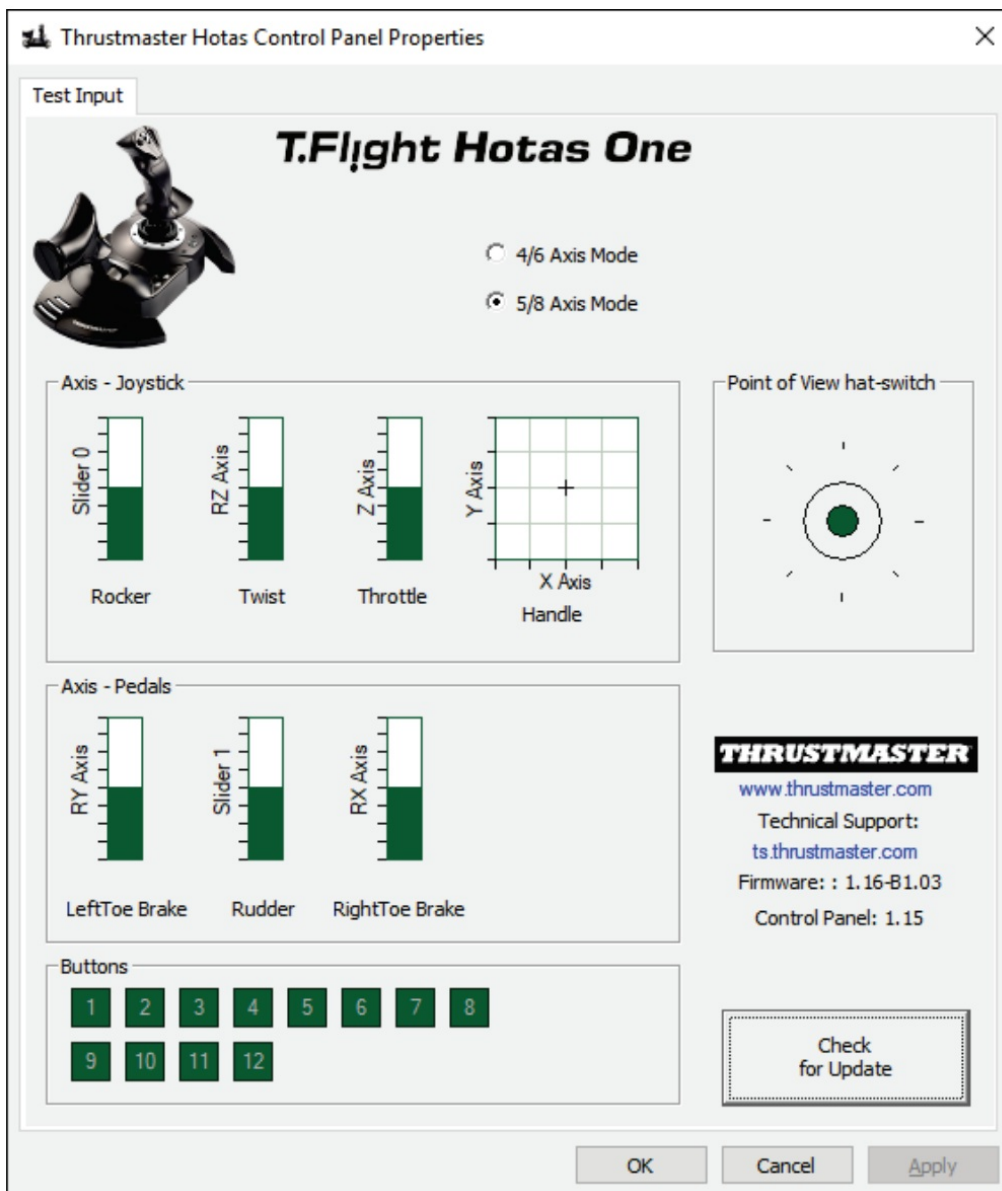 Thrustmaster Hotas Control Panel Properties
Test Input
T.Flight Hotas One
4/6 Axis Mode
5/8 Axis Mode
Axis - Joystick
Slider 0
RZ Axis
Z Axis
Y Axis
X Axis
Rocker
Twist
Throttle
Handle
Point of View hat-switch
Axis - Pedals
RY Axis
Slider 1
RX Axis
LeftToe Brake
Rudder
RightToe Brake
THRUSTMASTER
www.thrustmaster.com
Technical Support:
ts.thrustmaster.com
Firmware: : 1.16-B1.03
Control Panel: 1.15
Buttons
1 2 3 4 5 6 7 8
9 10 11 12
Check
for Update
OK
Cancel
Apply